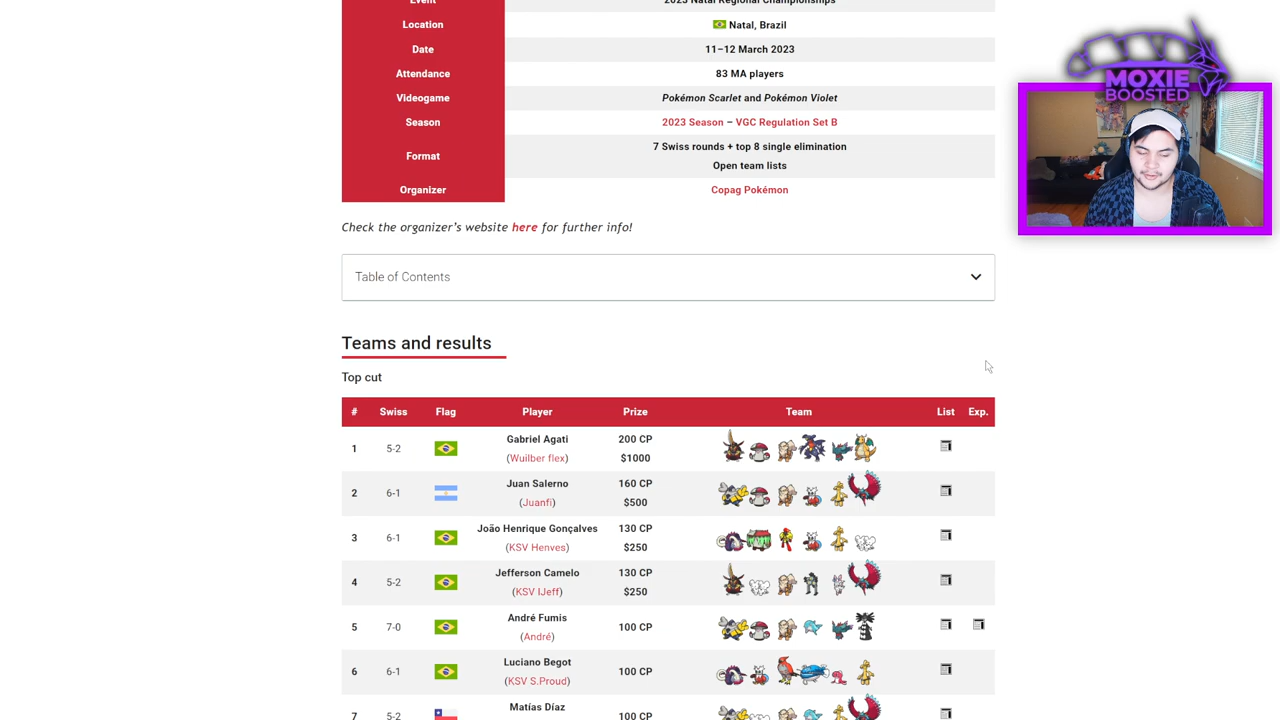 Event 2023 Natal Regional Championships
Location Natal, Brazil
Date 11–12 March 2023
Attendance 83 MA players
Videogame Pokémon Scarlet and Pokémon Violet
Season 2023 Season – VGC Regulation Set B
Format 7 Swiss rounds + top 8 single elimination
Open team lists
Organizer Copag Pokémon
MOXIE
BOOSTED
Check the organizer's website here for further info!
Table of Contents
Teams and results
Top cut
# Swiss Flag Player Prize Team List Exp.
1 5-2 Gabriel Agati 200 CP
(Wuilber flex) $1000
2 6-1 Juan Salerno 160 CP
(Juanfi) $500
3 6-1 João Henrique Gonçalves 130 CP
(KSV Henves) $250
4 5-2 Jefferson Camelo 130 CP
(KSV IJeff) $250
5 7-0 André Fumis 100 CP
(André)
6 6-1 Luciano Begot 100 CP
(KSV S.Proud)
7 5-2 Matías Díaz 100 CP